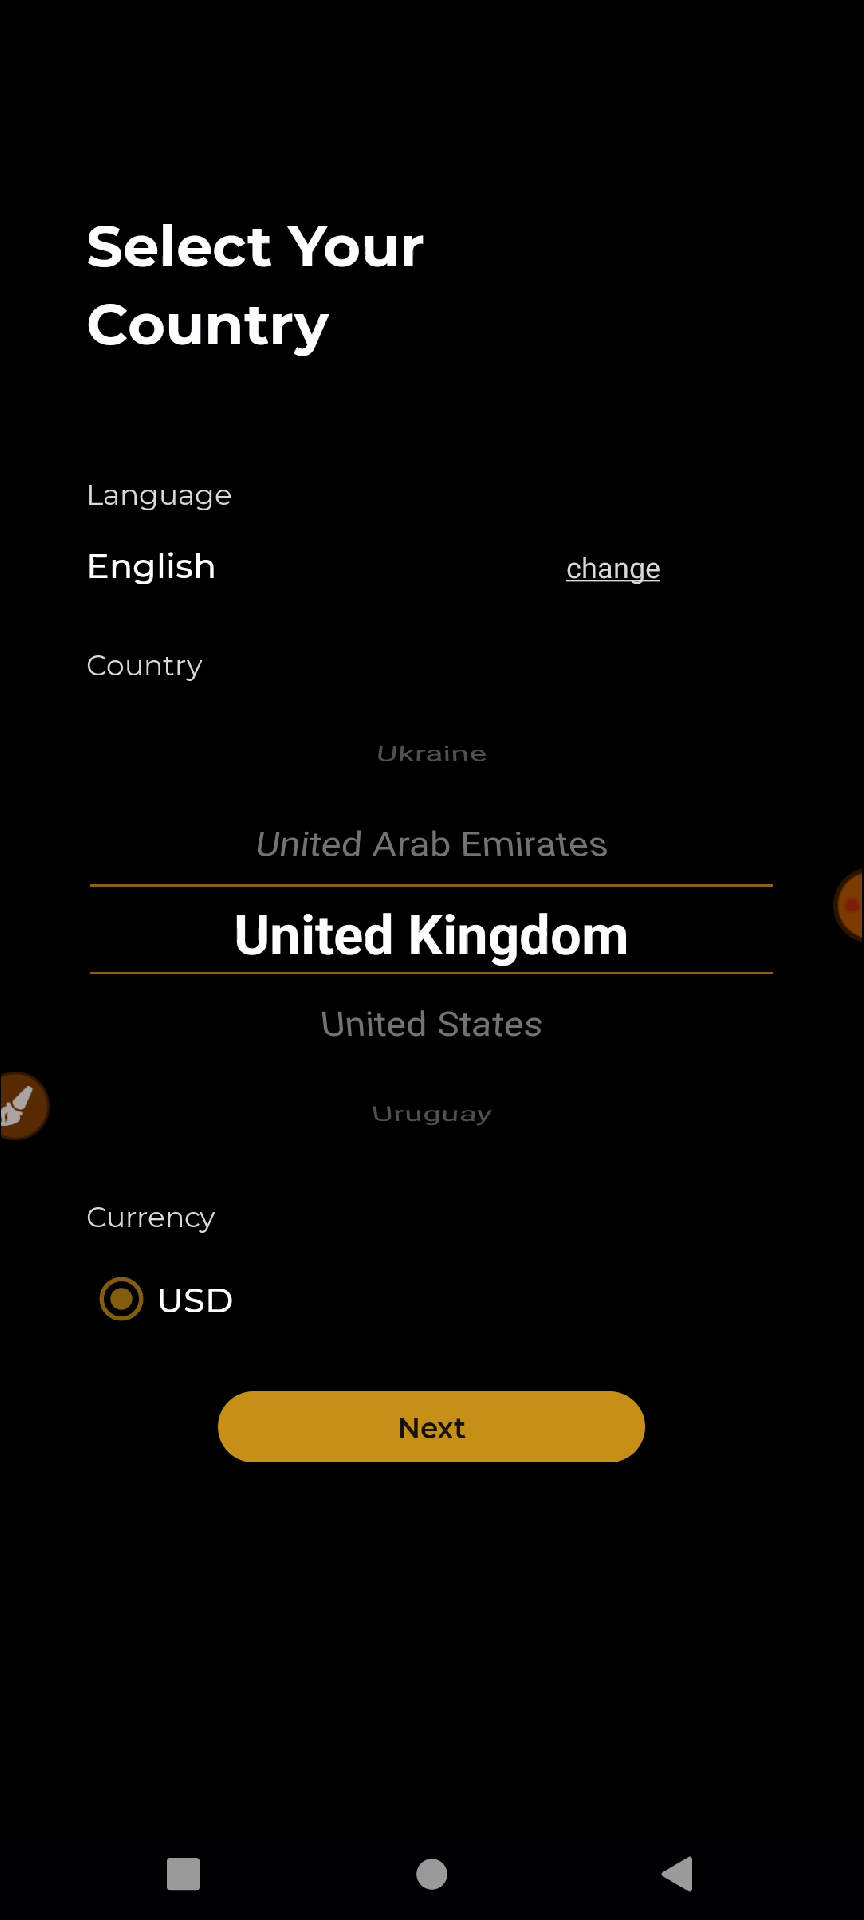 Select Your
Country
Language
English change
Country
Ukraine
United Arab Emirates
United Kingdom
United States
Uruguay
Currency
USD
Next